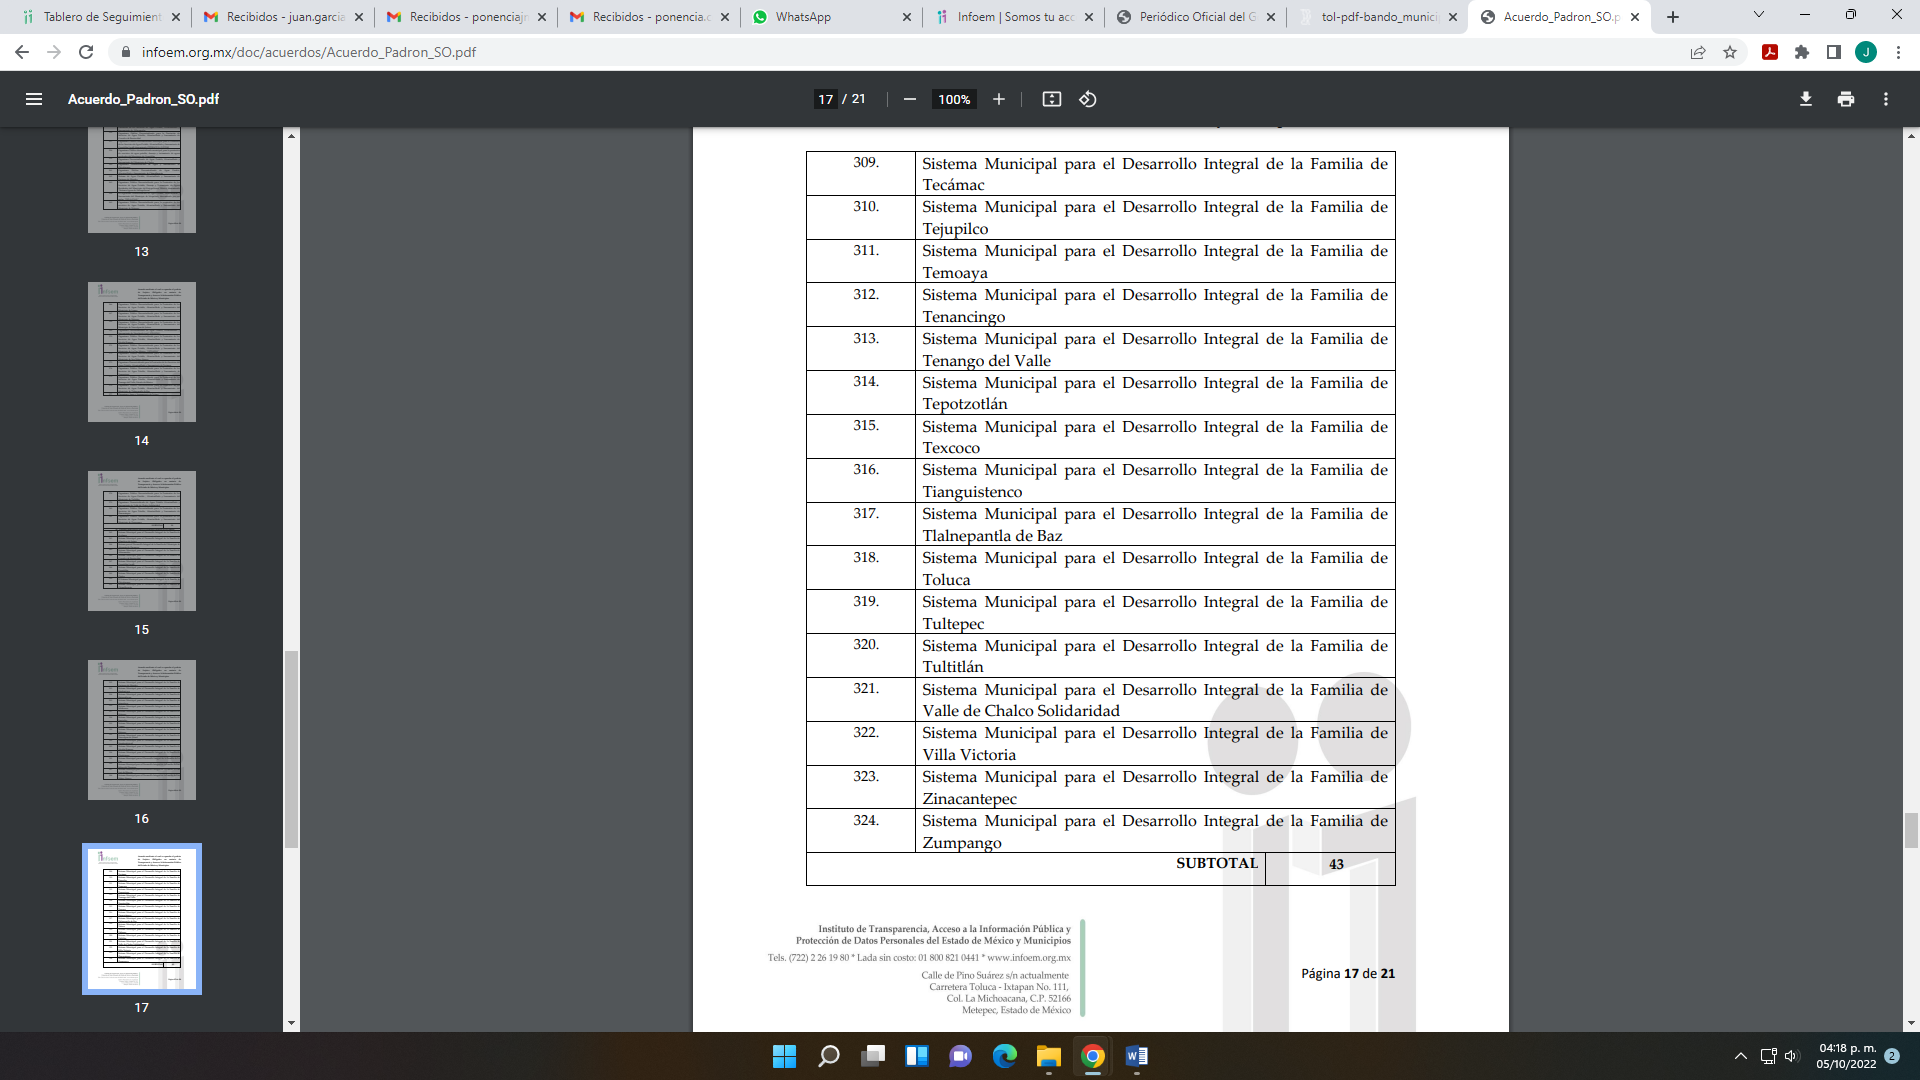 Tablero de Seguimient
Recibidos - juan.garcia
Recibidos - ponenciajr
Recibidos - ponencia.c
WhatsApp
Infoem | Somos tu acc
Periódico Oficial del G
tol-pdf-bando_munici
Acuerdo_Padron_SO.p
infoem.org.mx/doc/acuerdos/Acuerdo_Padron_SO.pdf
J
Acuerdo_Padron_SO.pdf
17 / 21
100%
13
14
15
16
17
309. Sistema Municipal para el Desarrollo Integral de la Familia de
Tecámac
310. Sistema Municipal para el Desarrollo Integral de la Familia de
Tejupilco
311. Sistema Municipal para el Desarrollo Integral de la Familia de
Temoaya
312. Sistema Municipal para el Desarrollo Integral de la Familia de
Tenancingo
313. Sistema Municipal para el Desarrollo Integral de la Familia de
Tenango del Valle
314. Sistema Municipal para el Desarrollo Integral de la Familia de
Tepotzotlán
315. Sistema Municipal para el Desarrollo Integral de la Familia de
Texcoco
316. Sistema Municipal para el Desarrollo Integral de la Familia de
Tianguistenco
317. Sistema Municipal para el Desarrollo Integral de la Familia de
Tlalnepantla de Baz
318. Sistema Municipal para el Desarrollo Integral de la Familia de
Toluca
319. Sistema Municipal para el Desarrollo Integral de la Familia de
Tultepec
320. Sistema Municipal para el Desarrollo Integral de la Familia de
Tultitlán
321. Sistema Municipal para el Desarrollo Integral de la Familia de
Valle de Chalco Solidaridad
322. Sistema Municipal para el Desarrollo Integral de la Familia de
Villa Victoria
323. Sistema Municipal para el Desarrollo Integral de la Familia de
Zinacantepec
324. Sistema Municipal para el Desarrollo Integral de la Familia de
Zumpango
SUBTOTAL 43
Instituto de Transparencia, Acceso a la Información Pública y
Protección de Datos Personales del Estado de México y Municipios
Tels. (722) 2 26 19 80 * Lada sin costo: 01 800 821 0441 * www.infoem.org.mx
Calle de Pino Suárez s/n actualmente
Carretera Toluca - Ixtapan No. 111,
Col. La Michoacana, C.P. 52166
Metepec, Estado de México
Página 17 de 21
04:18 p. m.
05/10/2022
2